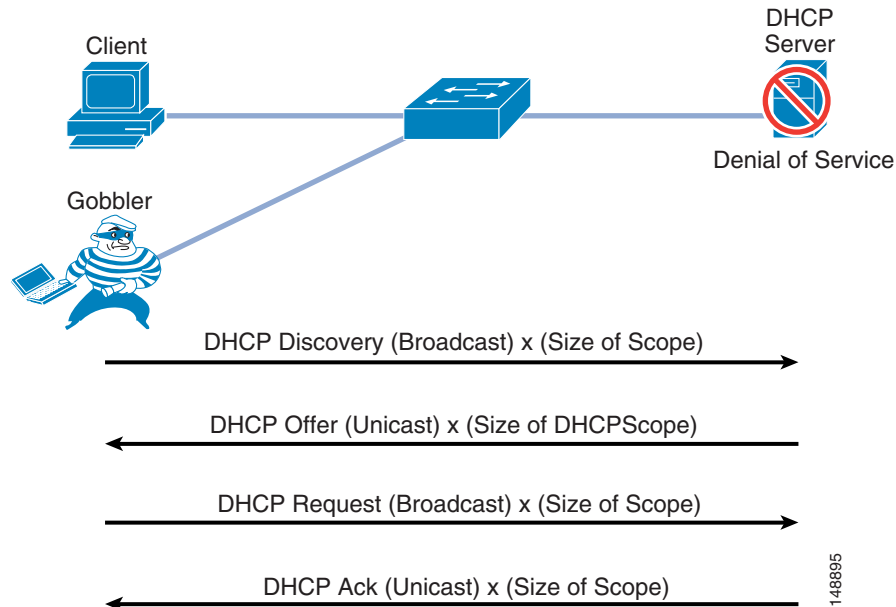 Client
DHCP
Server
Denial of Service
Gobbler
DHCP Discovery (Broadcast) x (Size of Scope)
DHCP Offer (Unicast) x (Size of DHCPScope)
DHCP Request (Broadcast) x (Size of Scope)
DHCP Ack (Unicast) x (Size of Scope)
148895